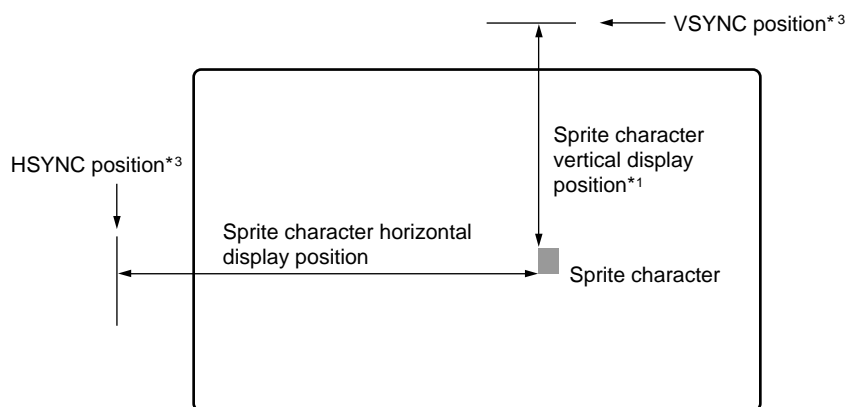 VSYNC position*3
Sprite character
vertical display
position*1
HSYNC position*3
Sprite character horizontal
display position
Sprite character